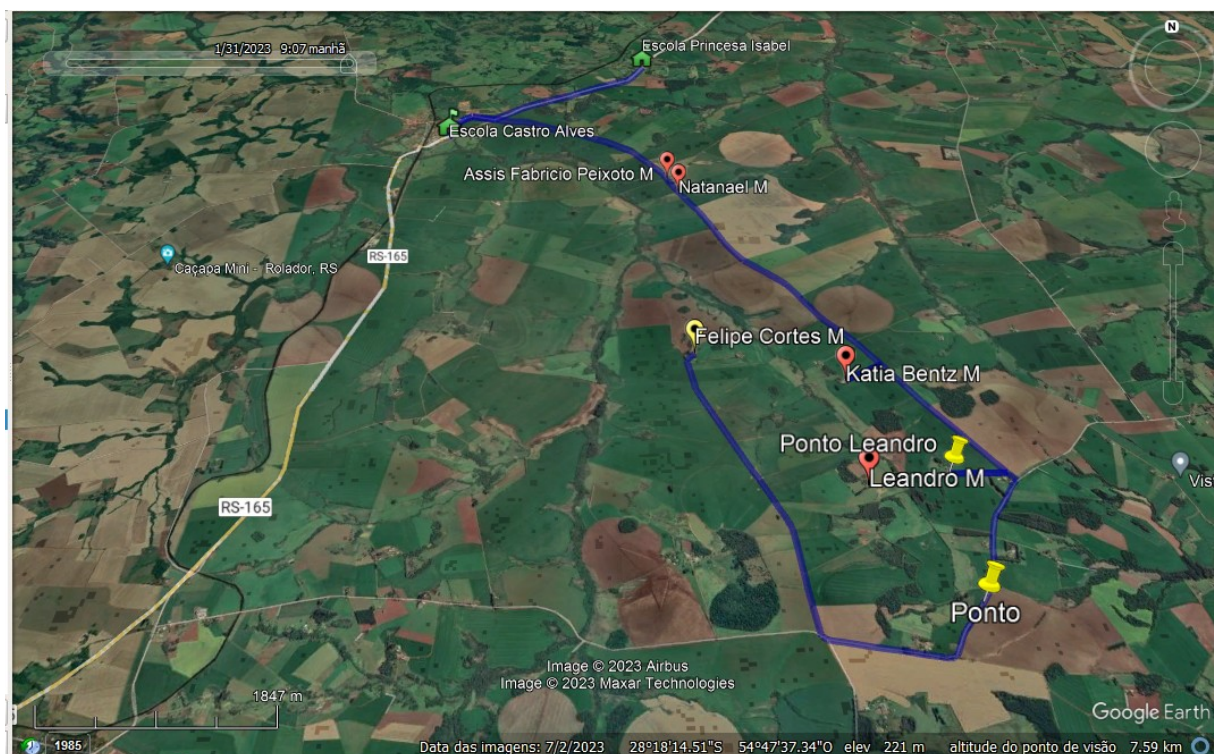 1/31/2023 9:07 manhã
N
Escola Princesa Isabel
Escola Castro Alves
Assis Fabricio Peixoto M
Natanael M
RS-165
Caçapa Mini - Rolador, RS
Felipe Cortes M
Katia Bentz M
Ponto Leandro
Leandro M
Vist
RS-165
Ponto
Image © 2023 Airbus
Image © 2023 Maxar Technologies
1847 m
Google Earth
1985
Data das imagens: 7/2/2023 28°18'14.51"S 54°47'37.34"O elev 221 m altitude do ponto de visão 7.59 km